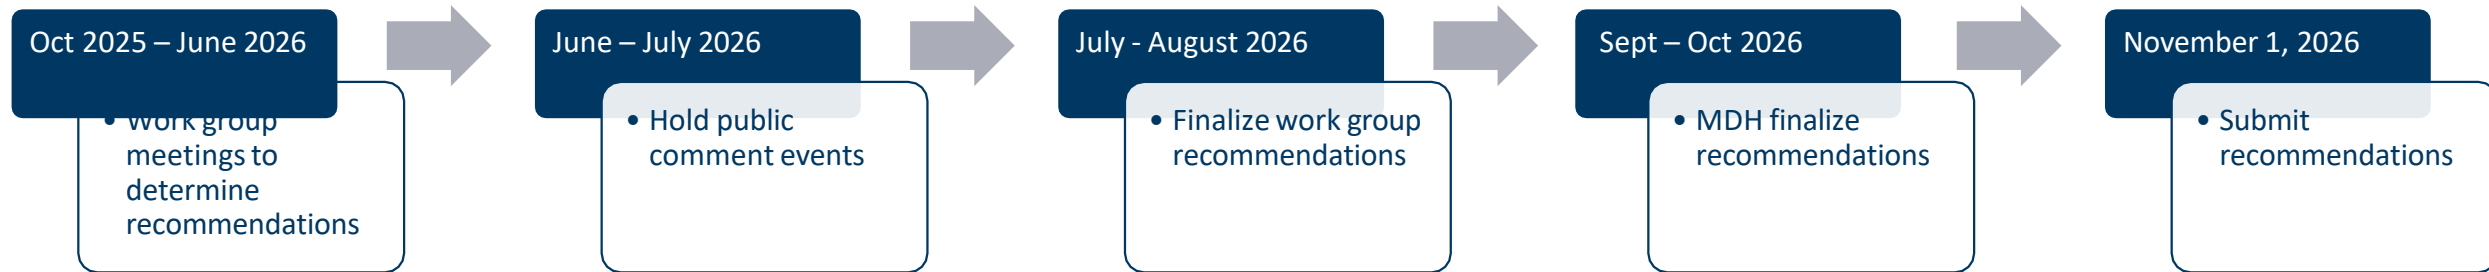 Oct 2025 – June 2026
• Work group
meetings to
determine
recommendations
June – July 2026
• Hold public
comment events
July - August 2026
• Finalize work group
recommendations
Sept – Oct 2026
• MDH finalize
recommendations
November 1, 2026
• Submit
recommendations